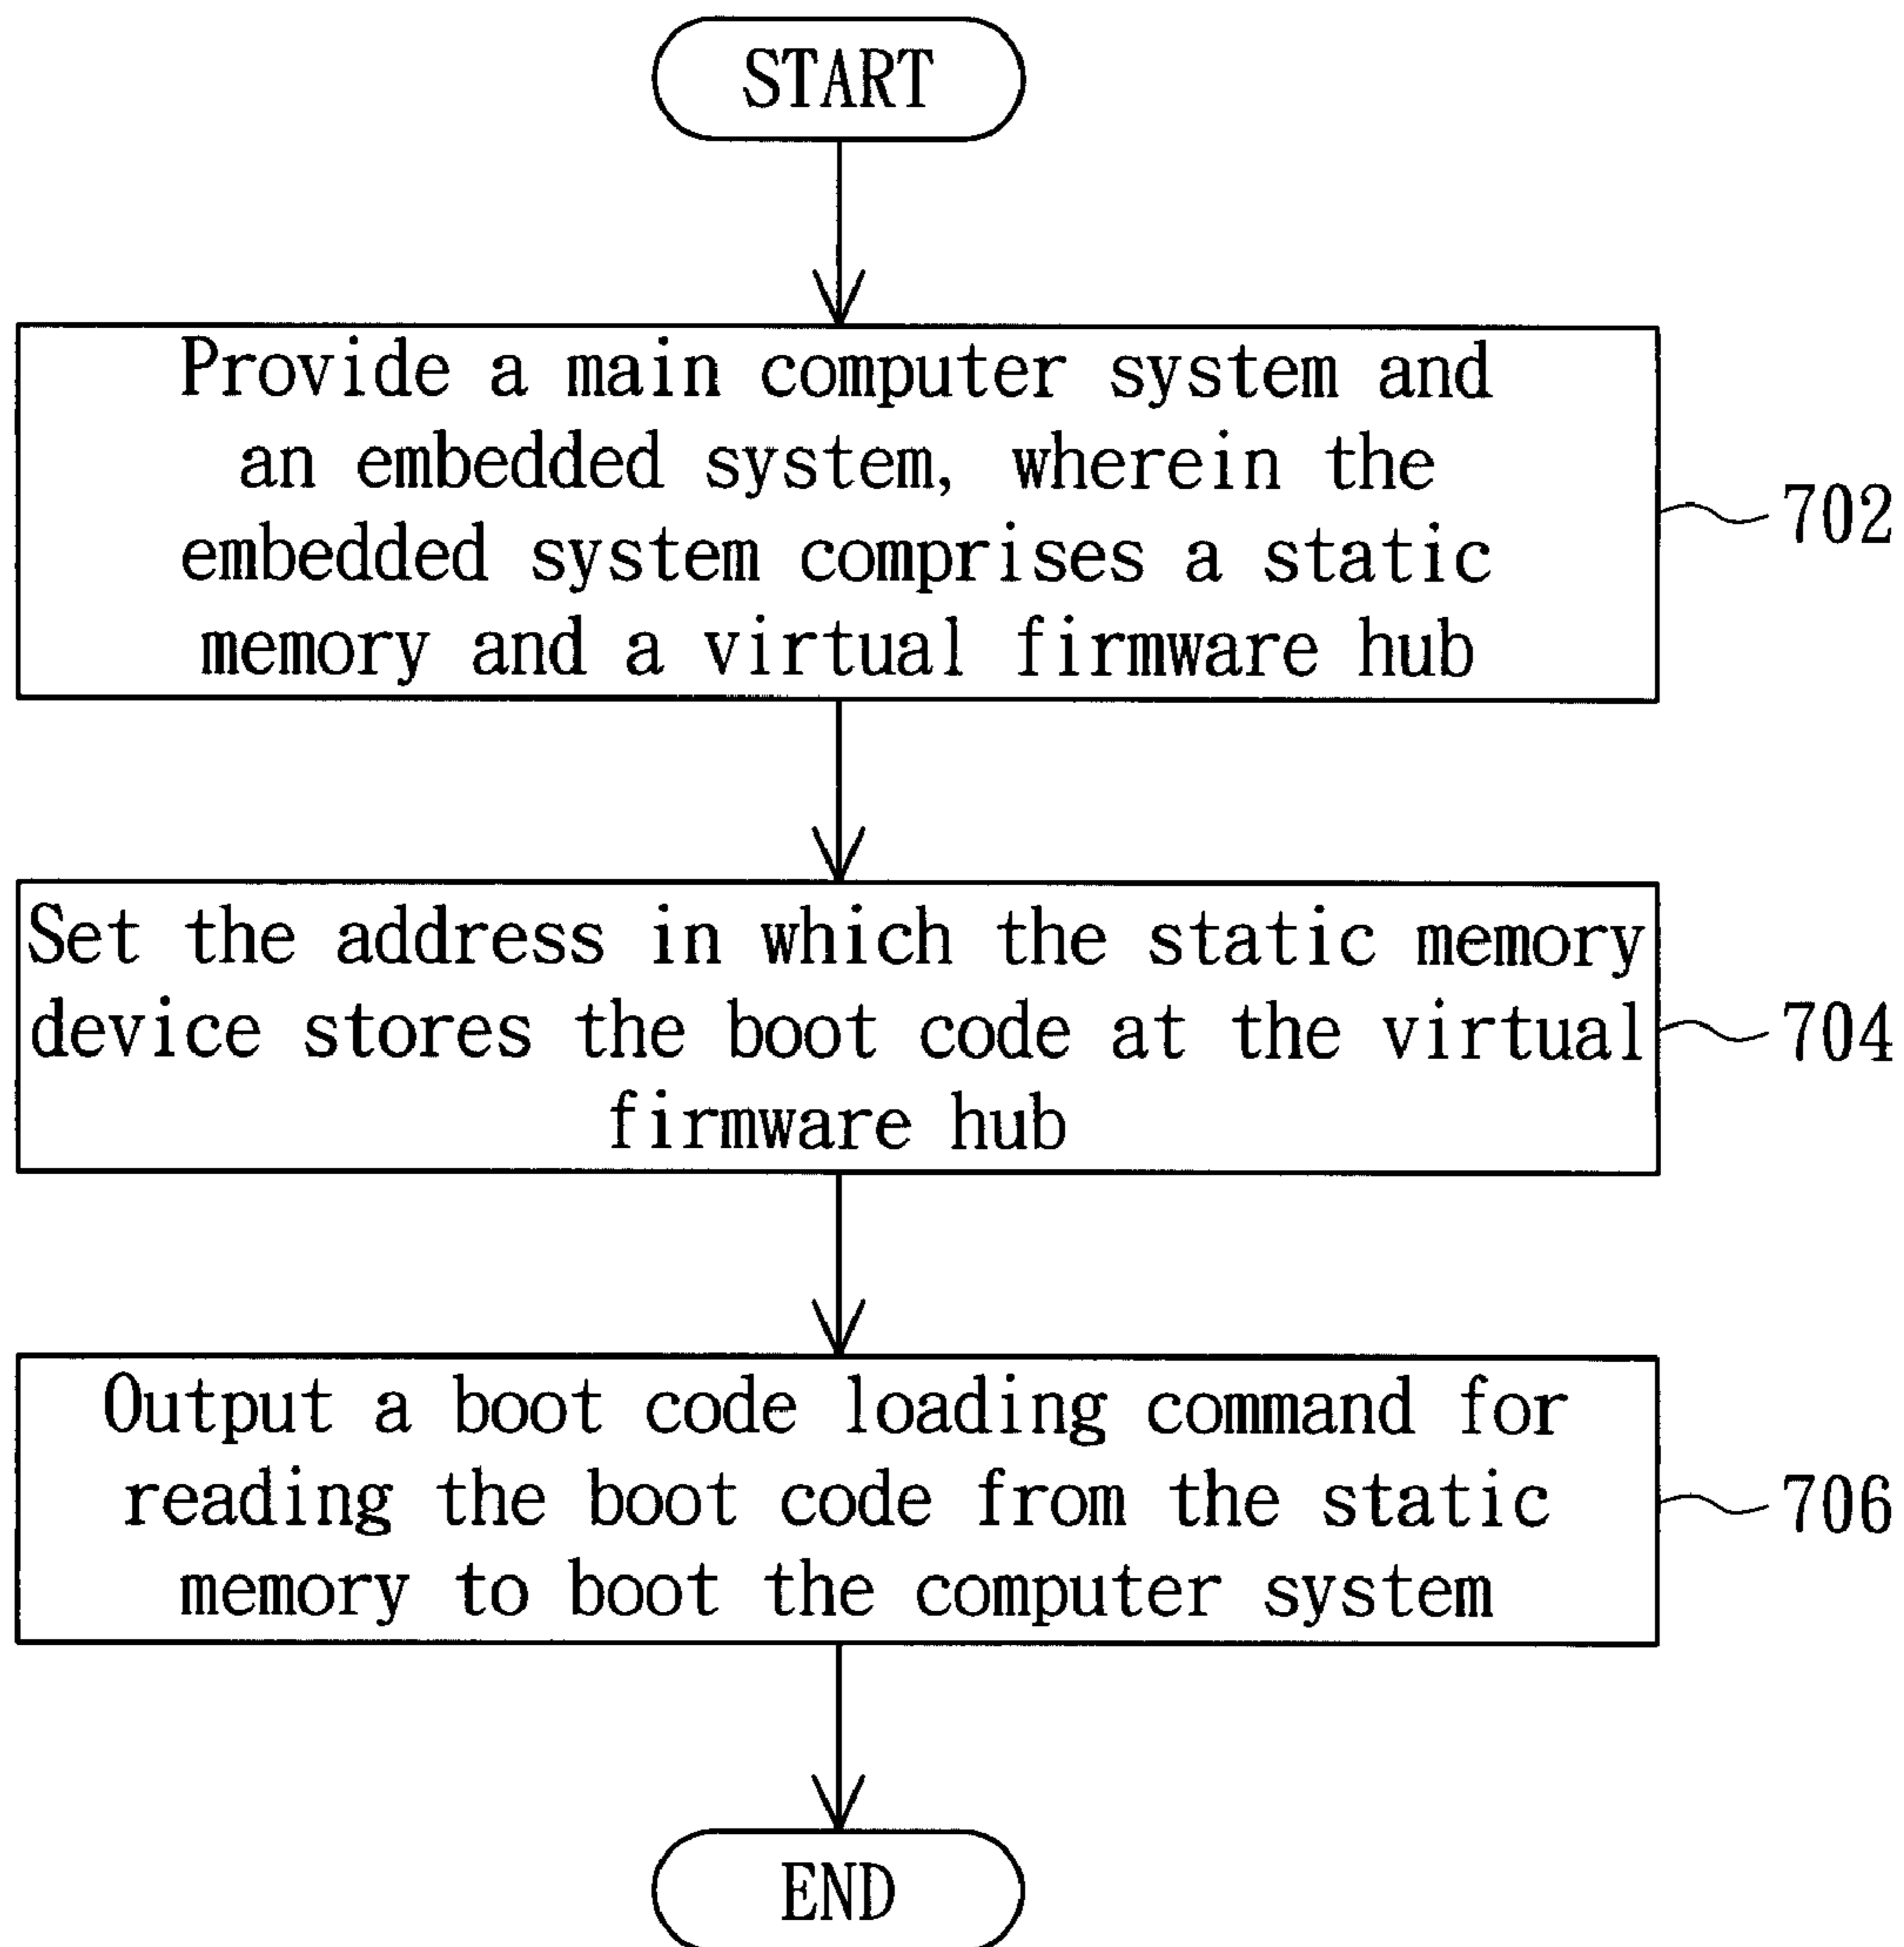 START
Provide a main computer system and
an embedded system, wherein the
embedded system comprises a static
memory and a virtual firmware hub
702
Set the address in which the static memory
device stores the boot code at the virtual
firmware hub
704
Output a boot code loading command for
reading the boot code from the static
memory to boot the computer system
706
END